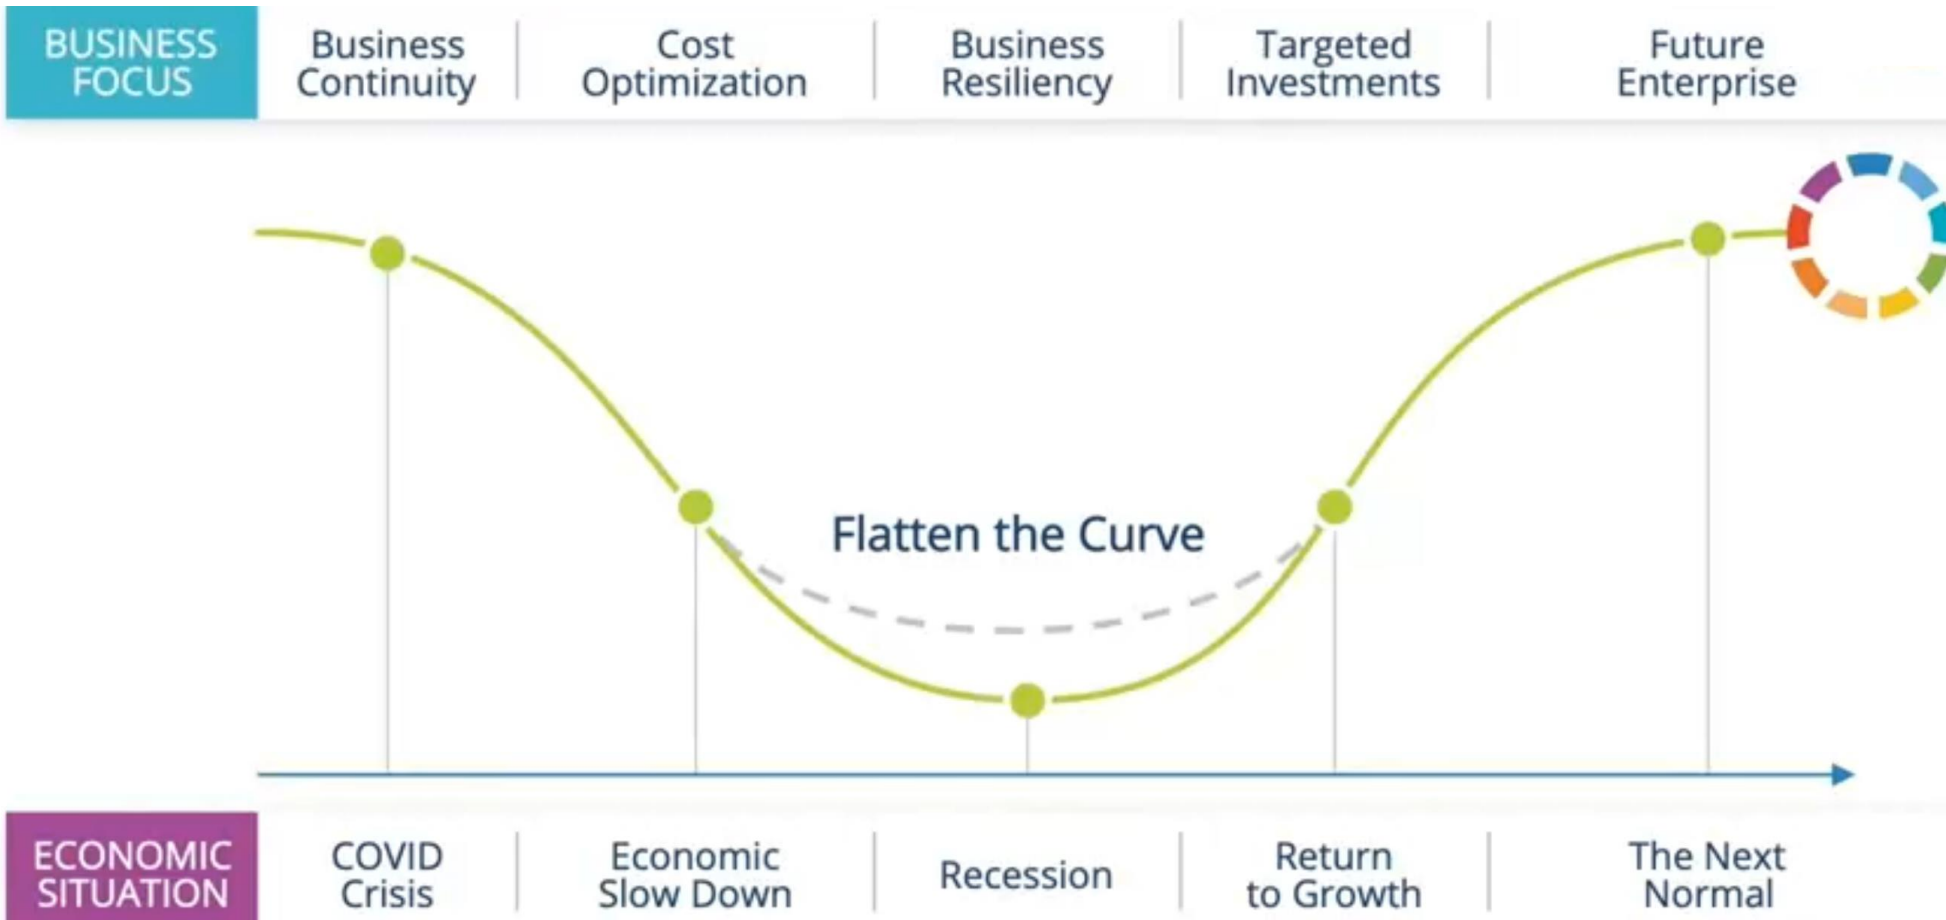 BUSINESS
FOCUS
Business
Continuity
Cost
Optimization
Business
Resiliency
Targeted
Investments
Future
Enterprise
Flatten the Curve
ECONOMIC
SITUATION
COVID
Crisis
Economic
Slow Down
Recession
Return
to Growth
The Next
Normal